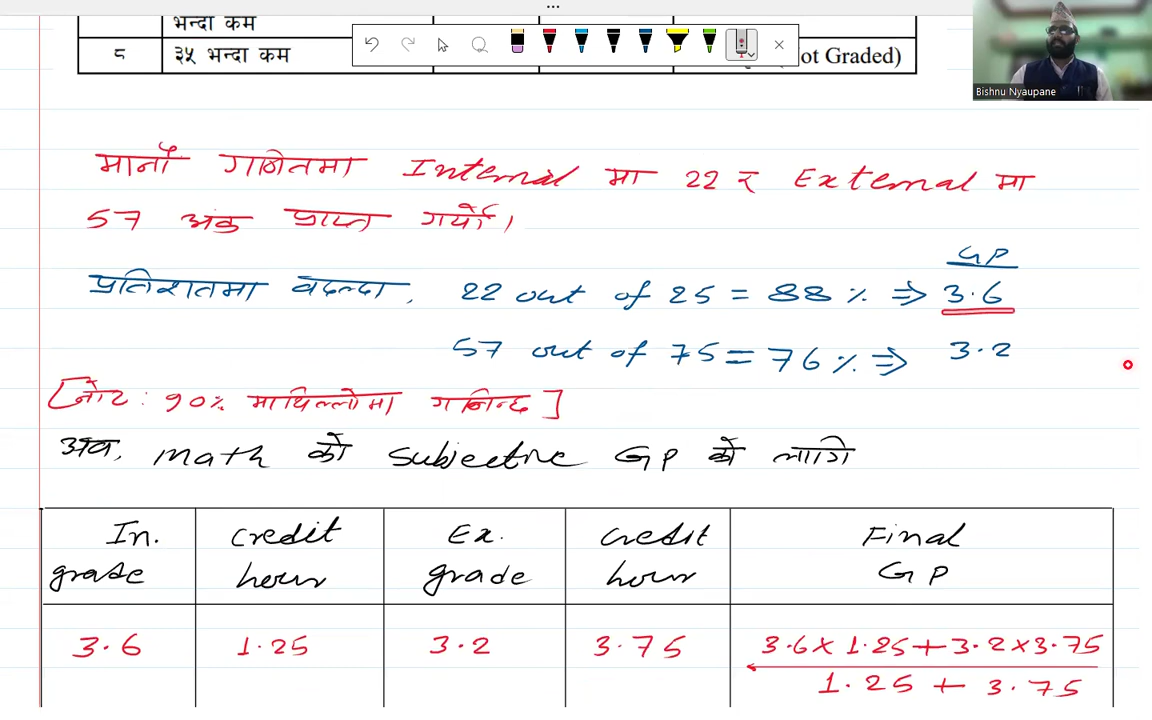 भन्दा कम
८ ३५ भन्दा कम ot Graded)
Bishnu Nyaupane
मानौं गणितमा Internal मा 22 र External मा
57 अंक प्राप्त गर्यौं।
GP
प्रतिशतमा बदल्दा, 22 out of 25 = 88 % ⇒ 3.6
57 out of 75 = 76 % ⇒ 3.2
[नोट : 90% माथिल्लोमा गनिन्छ]
अब, math को subjective GP को लागि
In. grade credit hour Ex. grade credit hour Final GP
3.6 1.25 3.2 3.75 3.6 x 1.25 + 3.2 x 3.75
1.25 + 3.75